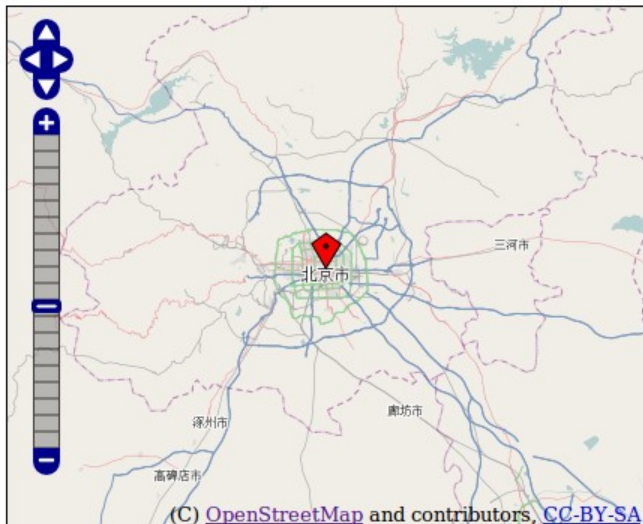 三河市
北京市
廊坊市
涿州市
高碑店市
(C) OpenStreetMap and contributors, CC-BY-SA